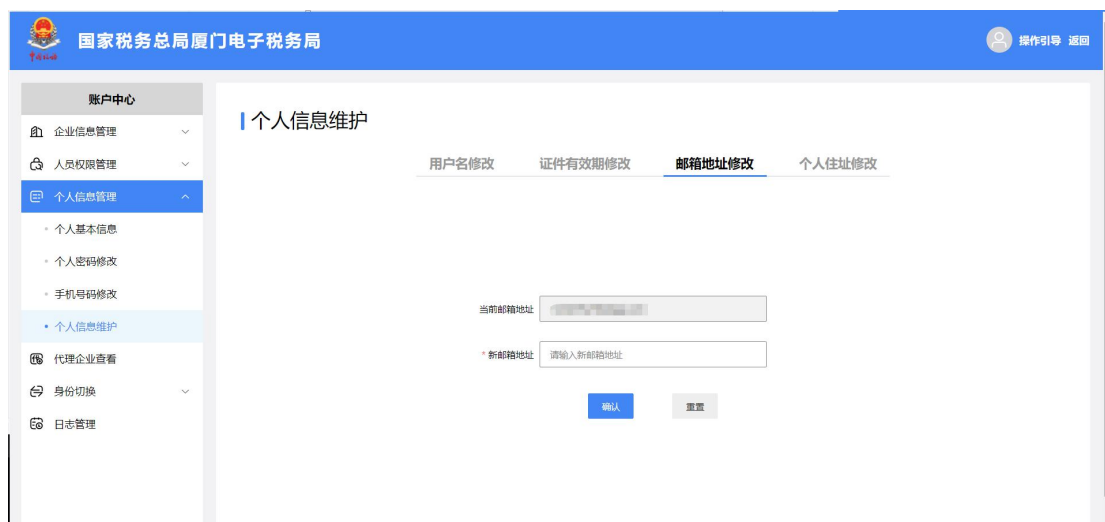 国家税务总局厦门电子税务局
操作引导 返回
账户中心
企业信息管理
人员权限管理
个人信息管理
个人基本信息
个人密码修改
手机号码修改
个人信息维护
代理企业查看
身份切换
日志管理
个人信息维护
用户名修改 证件有效期修改 邮箱地址修改 个人住址修改
当前邮箱地址
* 新邮箱地址 请输入新邮箱地址
确认 重置